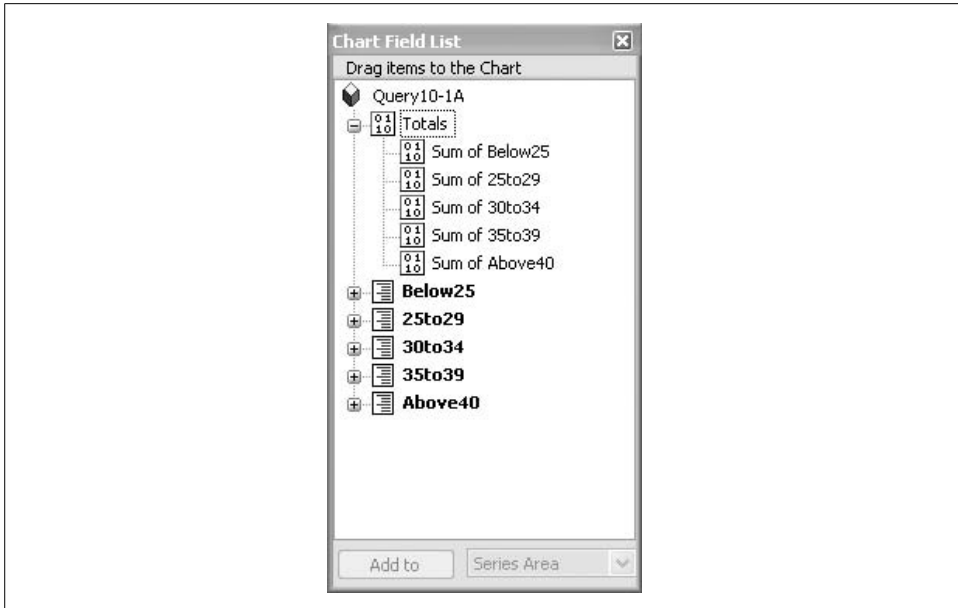 Chart Field List
Drag items to the Chart
Query10-1A
Totals
Sum of Below25
Sum of 25to29
Sum of 30to34
Sum of 35to39
Sum of Above40
Below25
25to29
30to34
35to39
Above40
Add to Series Area